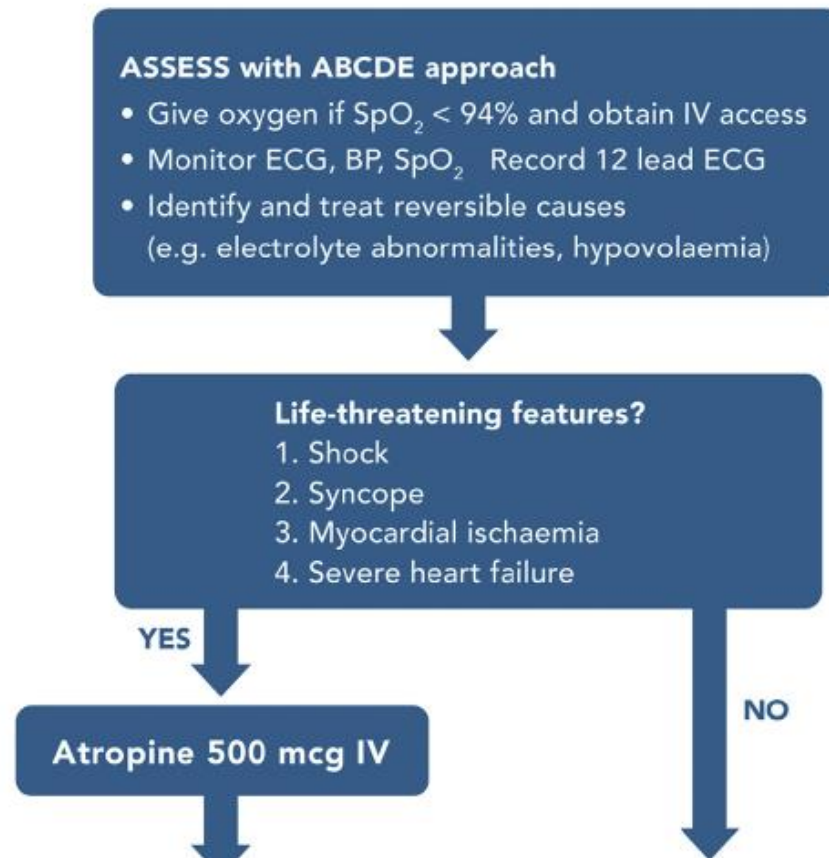 ASSESS with ABCDE approach
• Give oxygen if SpO₂ < 94% and obtain IV access
• Monitor ECG, BP, SpO₂ Record 12 lead ECG
• Identify and treat reversible causes
(e.g. electrolyte abnormalities, hypovolaemia)
Life-threatening features?
1. Shock
2. Syncope
3. Myocardial ischaemia
4. Severe heart failure
YES
NO
Atropine 500 mcg IV